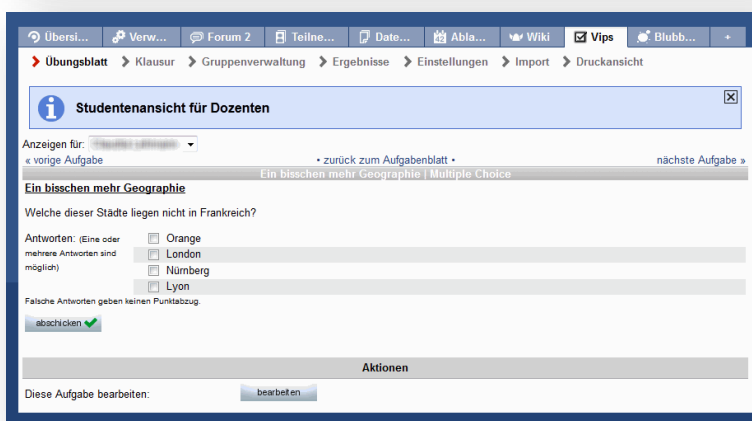 Übersi... Verw... Forum 2 Teilne... Date... Abla... Wiki Vips Blubb... +
Übungsblatt Klausur Gruppenverwaltung Ergebnisse Einstellungen Import Druckansicht
Studentenansicht für Dozenten
Anzeigen für:
« vorige Aufgabe • zurück zum Aufgabenblatt • nächste Aufgabe »
Ein bisschen mehr Geographie | Multiple Choice
Ein bisschen mehr Geographie
Welche dieser Städte liegen nicht in Frankreich?
Antworten: (Eine oder mehrere Antworten sind möglich)
Orange
London
Nürnberg
Lyon
Falsche Antworten geben keinen Punktabzug.
abschicken
Aktionen
Diese Aufgabe bearbeiten: bearbeiten